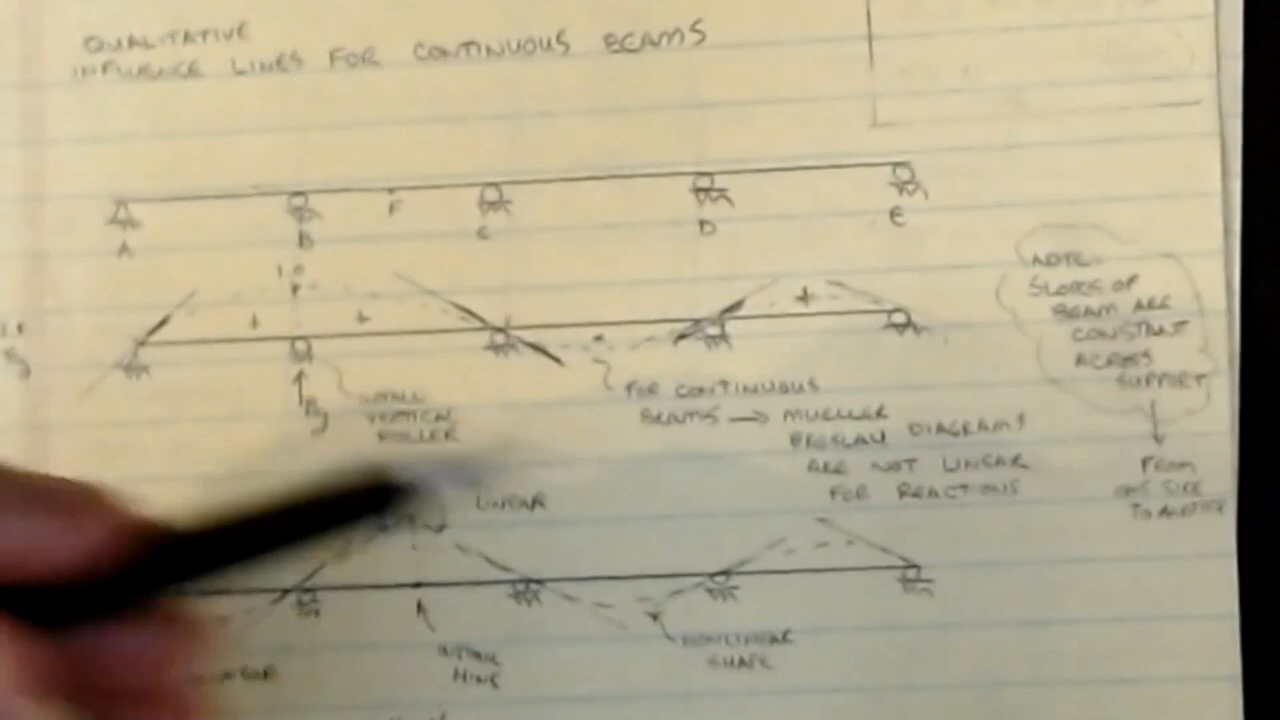 QUALITATIVE
INFLUENCE LINES FOR CONTINUOUS BEAMS
F
A B C D E
1.0
+ + - +
By
VERTICAL
ROLLER
FOR CONTINUOUS
BEAMS → MUELLER
BRESLAU DIAGRAMS
ARE NOT LINEAR
FOR REACTIONS
NOTE-
SLOPES OF
BEAM ARE
CONSTANT
ACROSS
SUPPORT
FROM
ONE SIDE
TO ANOTHER
LINEAR
NONLINEAR
SHAPE